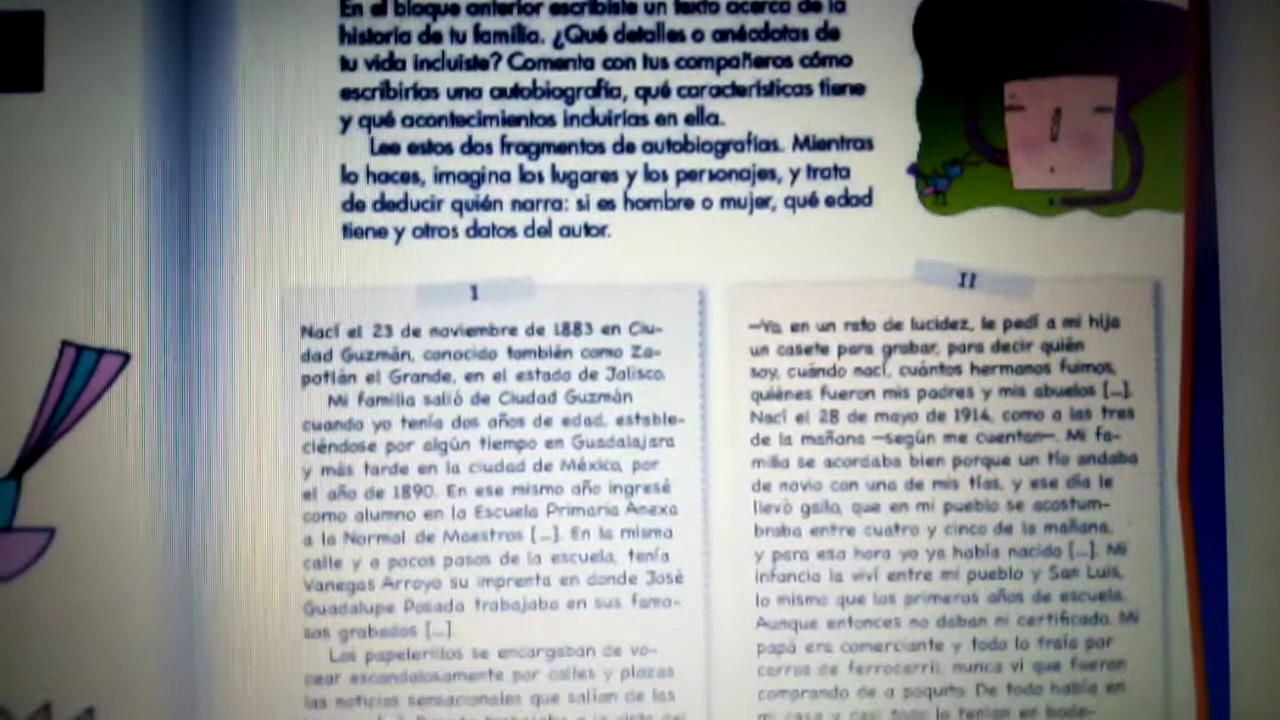 En el bloque anterior escribiste un texto acerca de la
historia de tu familia. ¿Qué detalles o anécdotas de
tu vida incluiste? Comenta con tus compañeros cómo
escribirías una autobiografía, qué características tiene
y qué acontecimientos incluirías en ella.
Lee estos dos fragmentos de autobiografías. Mientras
lo haces, imagina los lugares y los personajes, y trata
de deducir quién narra: si es hombre o mujer, qué edad
tiene y otros datos del autor.
I
Nací el 23 de noviembre de 1883 en Ciu-
dad Guzmán, conocido también como Za-
potlán el Grande, en el estado de Jalisco.
Mi familia salió de Ciudad Guzmán
cuando yo tenía dos años de edad, estable-
ciéndose por algún tiempo en Guadalajara
y más tarde en la ciudad de México, por
el año de 1890. En ese mismo año ingresé
como alumno en la Escuela Primaria Anexa
a la Normal de Maestros [...]. En la misma
calle y a pocos pasos de la escuela, tenía
Vanegas Arroyo su imprenta en donde José
Guadalupe Posada trabajaba en sus famo-
sos grabados [...].
Los papelerillos se encargaban de vo-
cear escandalosamente por calles y plazas
las noticias sensacionales que salían de las
II
—Ya en un rato de lucidez, le pedí a mi hija
un casete para grabar, para decir quién
soy, cuándo nací, cuántos hermanos fuimos,
quiénes fueron mis padres y mis abuelos [...].
Nací el 28 de mayo de 1914, como a las tres
de la mañana —según me cuentan—. Mi fa-
milia se acordaba bien porque un tío andaba
de novio con una de mis tías, y ese día le
llevó gallo, que en mi pueblo se acostum-
braba entre cuatro y cinco de la mañana,
y para esa hora yo ya había nacido [...]. Mi
infancia la viví entre mi pueblo y San Luis,
lo mismo que los primeros años de escuela.
Aunque entonces no daban ni certificado. Mi
papá era comerciante y todo lo traía por
carros de ferrocarril, nunca vi que fueran
comprando de a poquito. De todo había en
mi casa y casi todo lo tenían en bode-